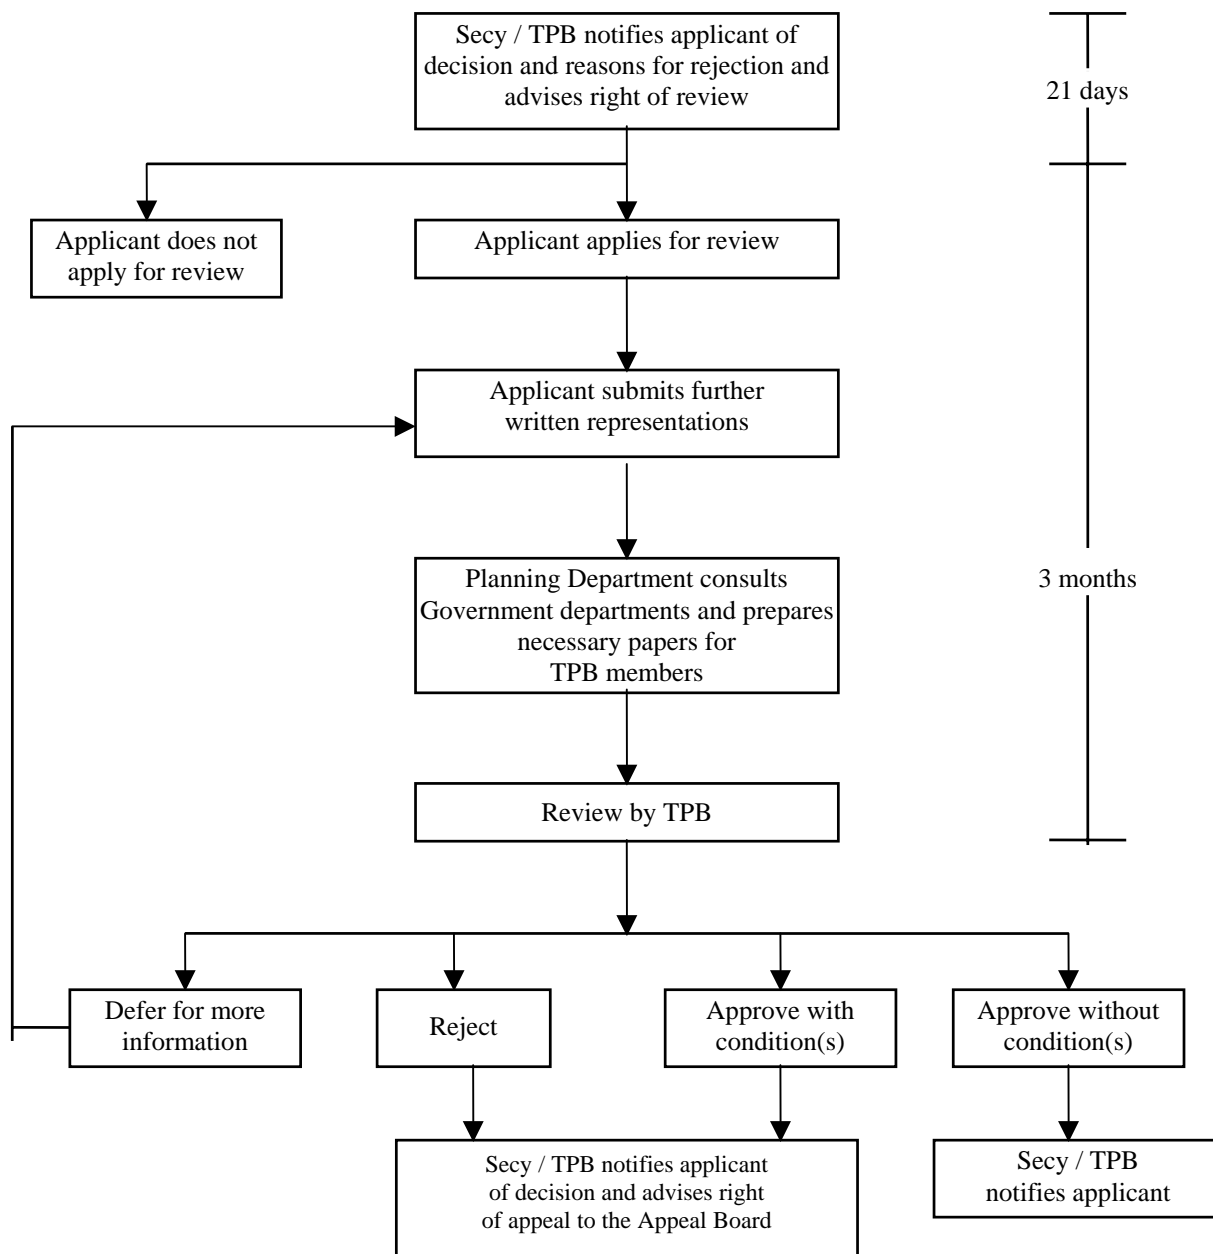 Secy / TPB notifies applicant of
decision and reasons for rejection and
advises right of review
21 days
Applicant does not
apply for review
Applicant applies for review
Applicant submits further
written representations
Planning Department consults
Government departments and prepares
necessary papers for
TPB members
3 months
Review by TPB
Defer for more
information
Reject
Approve with
condition(s)
Approve without
condition(s)
Secy / TPB notifies applicant
of decision and advises right
of appeal to the Appeal Board
Secy / TPB
notifies applicant